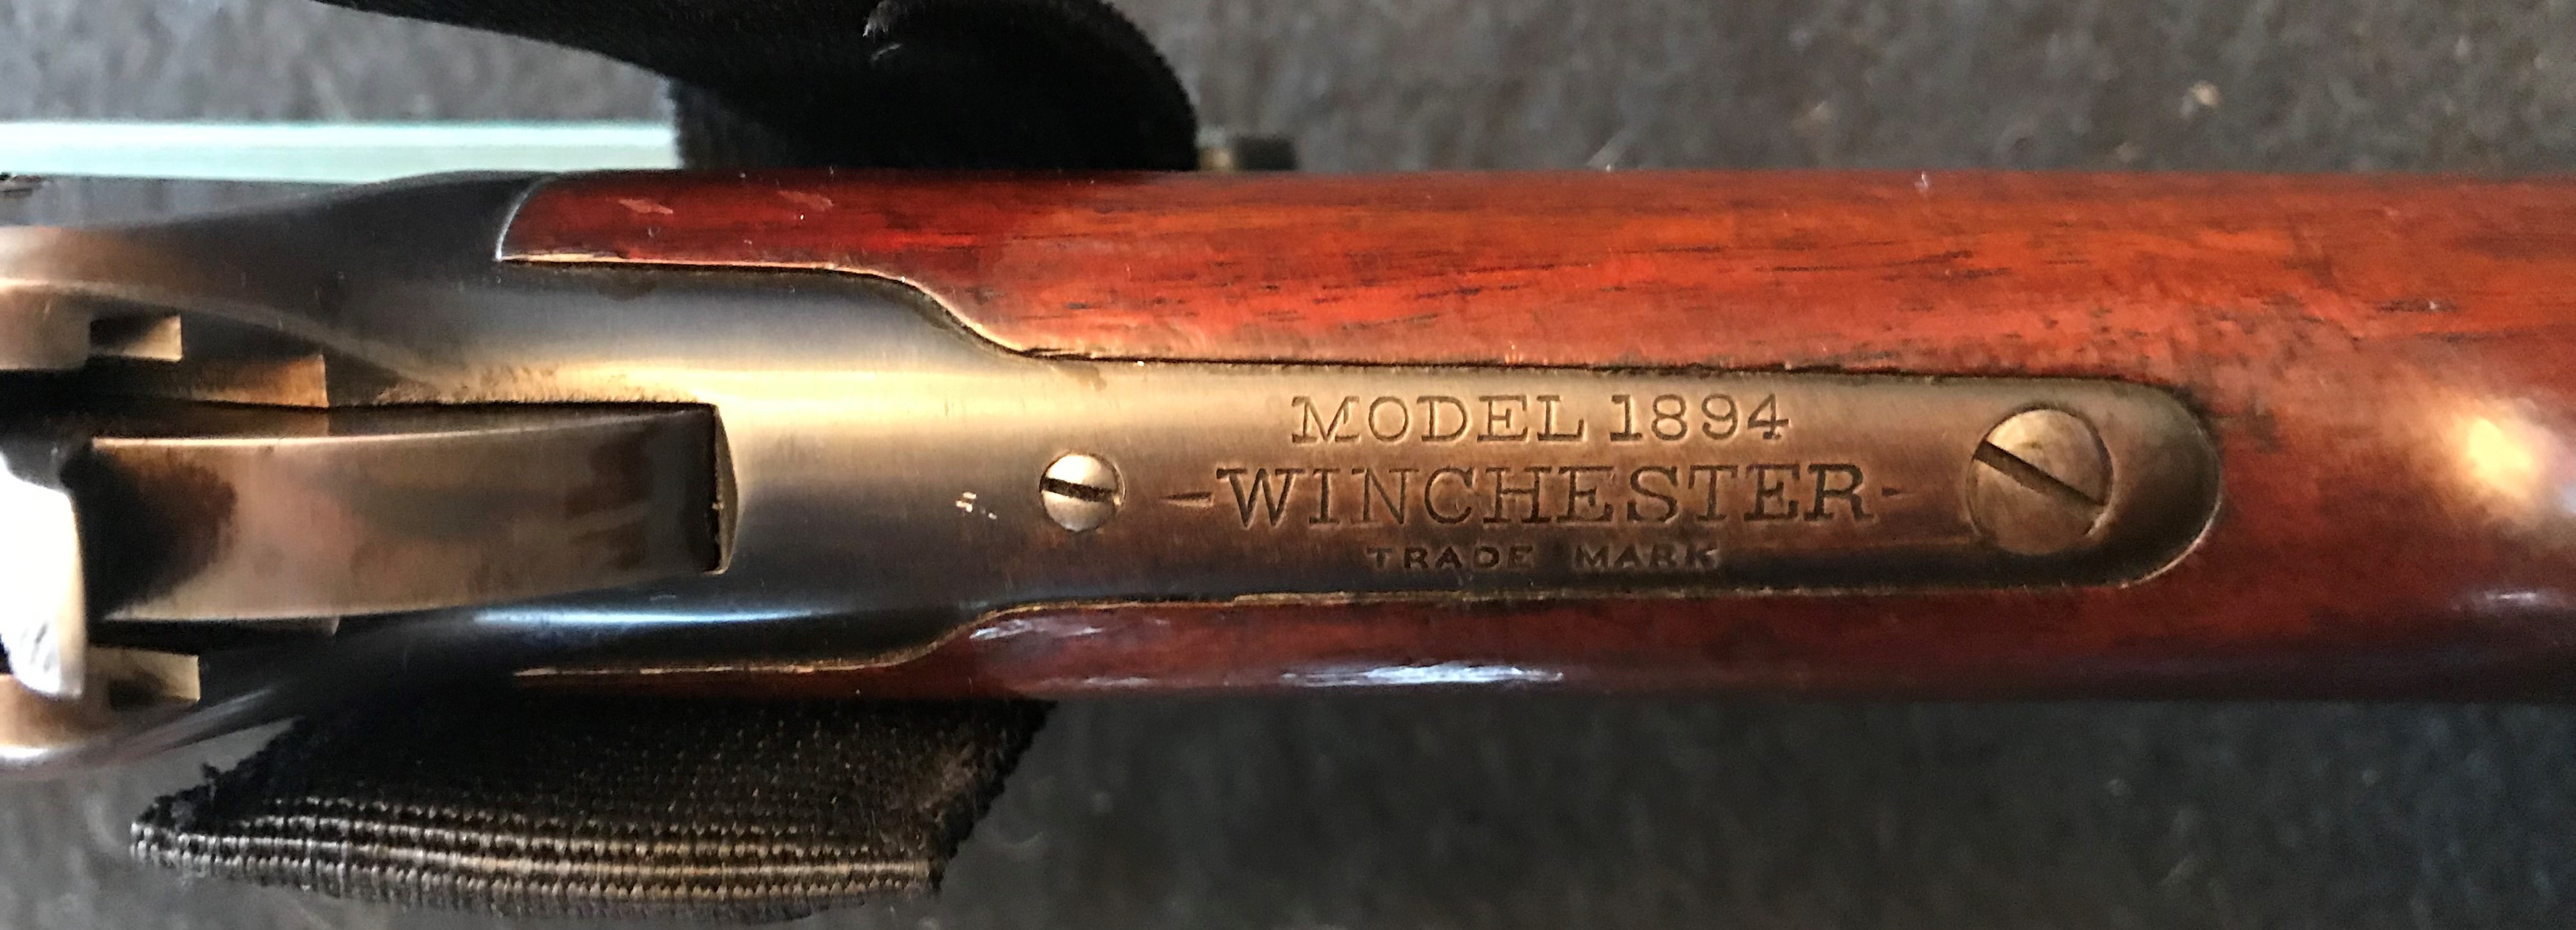 MODEL 1894
-WINCHESTER-
TRADE MARK